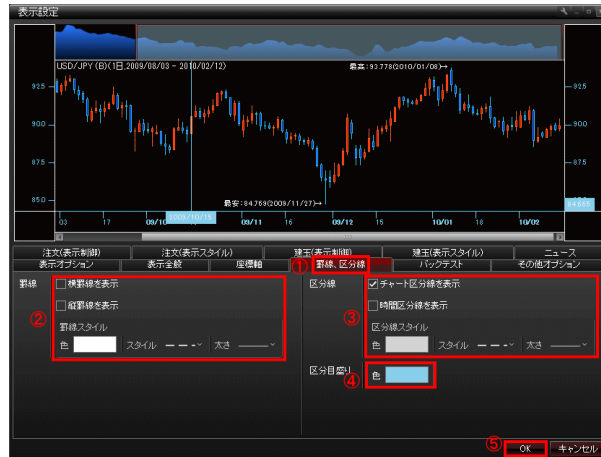 表示設定
USD/JPY (B)(1日,2009/08/03 - 2010/02/12)
最高:93.778(2010/01/08)→
925
925
900
900
875
875
850
84.665
最安:84.769(2009/11/27)→
2009/10/15
03 17 09/10 09/11 16 09/12 15 10/01 18 10/02
注文(表示制御) 注文(表示スタイル) 建玉(表示制御) 建玉(表示スタイル) ニュース
表示オプション 表示全般 座標軸 ① 罫線、区分線 バックテスト その他オプション
罫線 横罫線を表示 区分線 チャート区分線を表示
縦罫線を表示 時間区分線を表示
② ③
罫線スタイル 区分線スタイル
色 スタイル 太さ 色 スタイル 太さ
区分目盛り 色
④
⑤ OK キャンセル